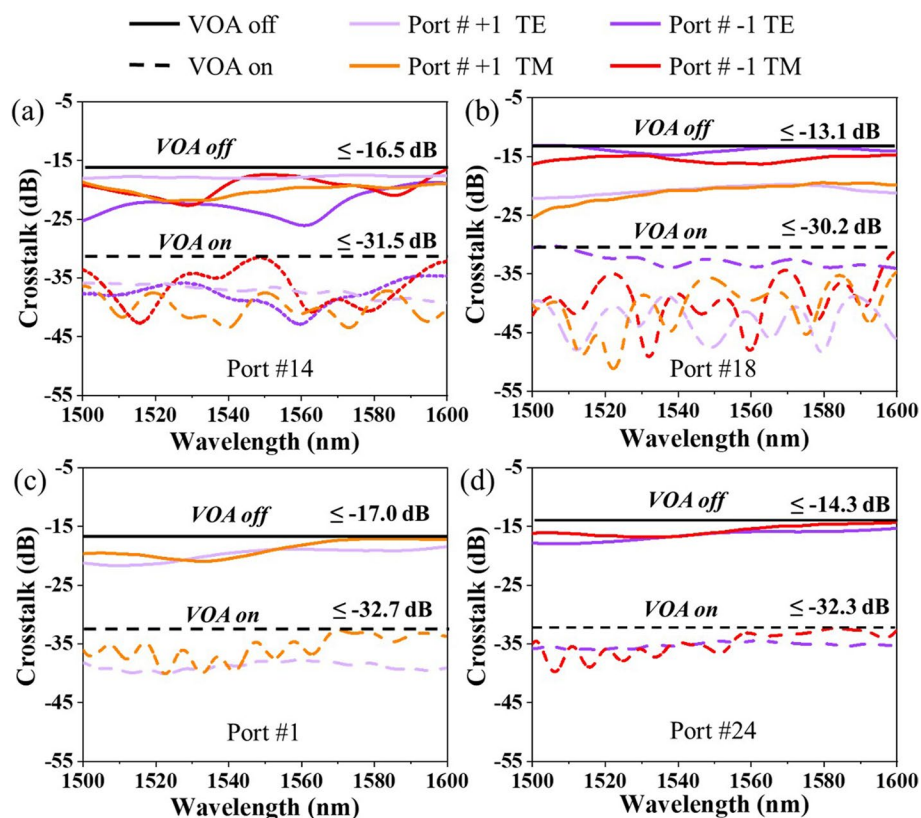 VOA off Port # +1 TE Port # -1 TE
VOA on Port # +1 TM Port # -1 TM
(a)
-5
-15
-25
-35
-45
-55
Crosstalk (dB)
VOA off ≤ -16.5 dB
VOA on ≤ -31.5 dB
Port #14
1500 1520 1540 1560 1580 1600
Wavelength (nm)
(b)
-5
-15
-25
-35
-45
-55
Crosstalk (dB)
VOA off ≤ -13.1 dB
VOA on ≤ -30.2 dB
Port #18
1500 1520 1540 1560 1580 1600
Wavelength (nm)
(c)
-5
-15
-25
-35
-45
-55
Crosstalk (dB)
VOA off ≤ -17.0 dB
VOA on ≤ -32.7 dB
Port #1
1500 1520 1540 1560 1580 1600
Wavelength (nm)
(d)
-5
-15
-25
-35
-45
-55
Crosstalk (dB)
VOA off ≤ -14.3 dB
VOA on ≤ -32.3 dB
Port #24
1500 1520 1540 1560 1580 1600
Wavelength (nm)